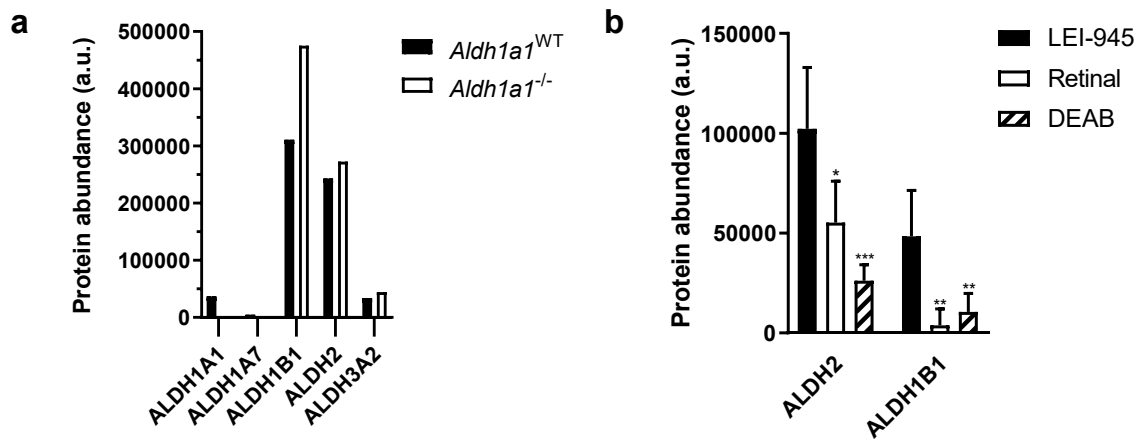 a
Protein abundance (a.u.)
500000
400000
300000
200000
100000
0
ALDH1A1
ALDH1A7
ALDH1B1
ALDH2
ALDH3A2
Aldh1a1WT
Aldh1a1-/-
b
Protein abundance (a.u.)
150000
100000
50000
0
*
***
**
**
ALDH2
ALDH1B1
LEI-945
Retinal
DEAB